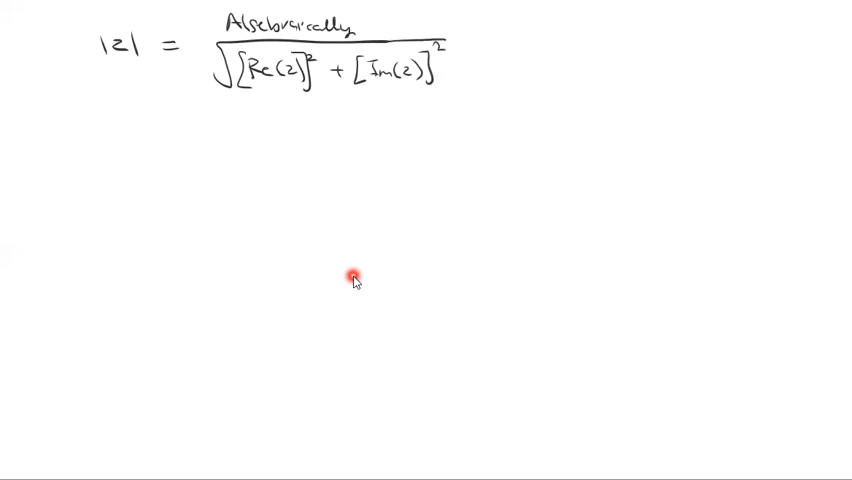 Algebraically
|z| = √[Re(z)]² + [Im(z)]²